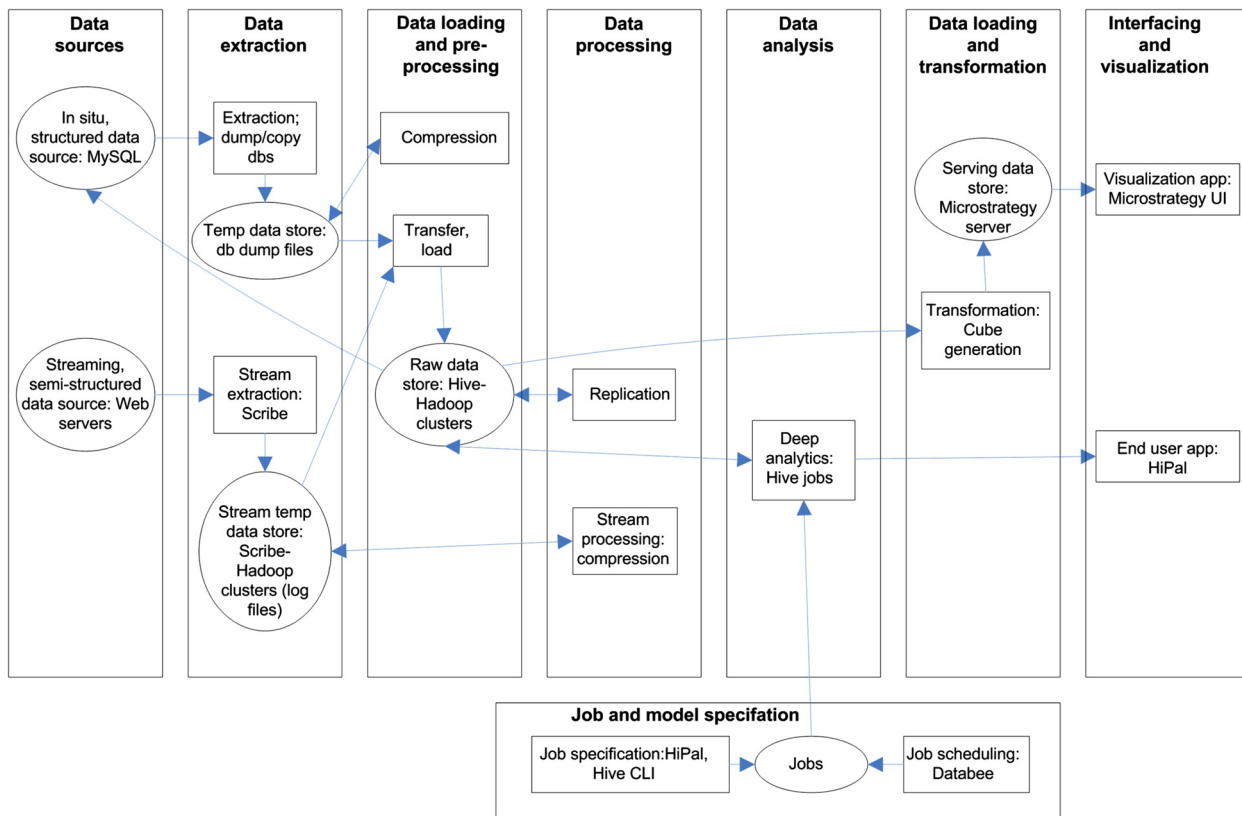 Data
sources
Data
extraction
Data loading
and pre-
processing
Data
processing
Data
analysis
Data loading
and
transformation
Interfacing
and
visualization
In situ,
structured data
source: MySQL
Extraction;
dump/copy
dbs
Compression
Temp data store:
db dump files
Transfer,
load
Serving data
store:
Microstrategy
server
Visualization app:
Microstrategy UI
Transformation:
Cube
generation
Streaming,
semi-structured
data source: Web
servers
Stream
extraction:
Scribe
Raw data
store: Hive-
Hadoop
clusters
Replication
Deep
analytics:
Hive jobs
End user app:
HiPal
Stream temp
data store:
Scribe-
Hadoop
clusters (log
files)
Stream
processing:
compression
Job and model specifation
Job specification:HiPal,
Hive CLI
Jobs
Job scheduling:
Databee